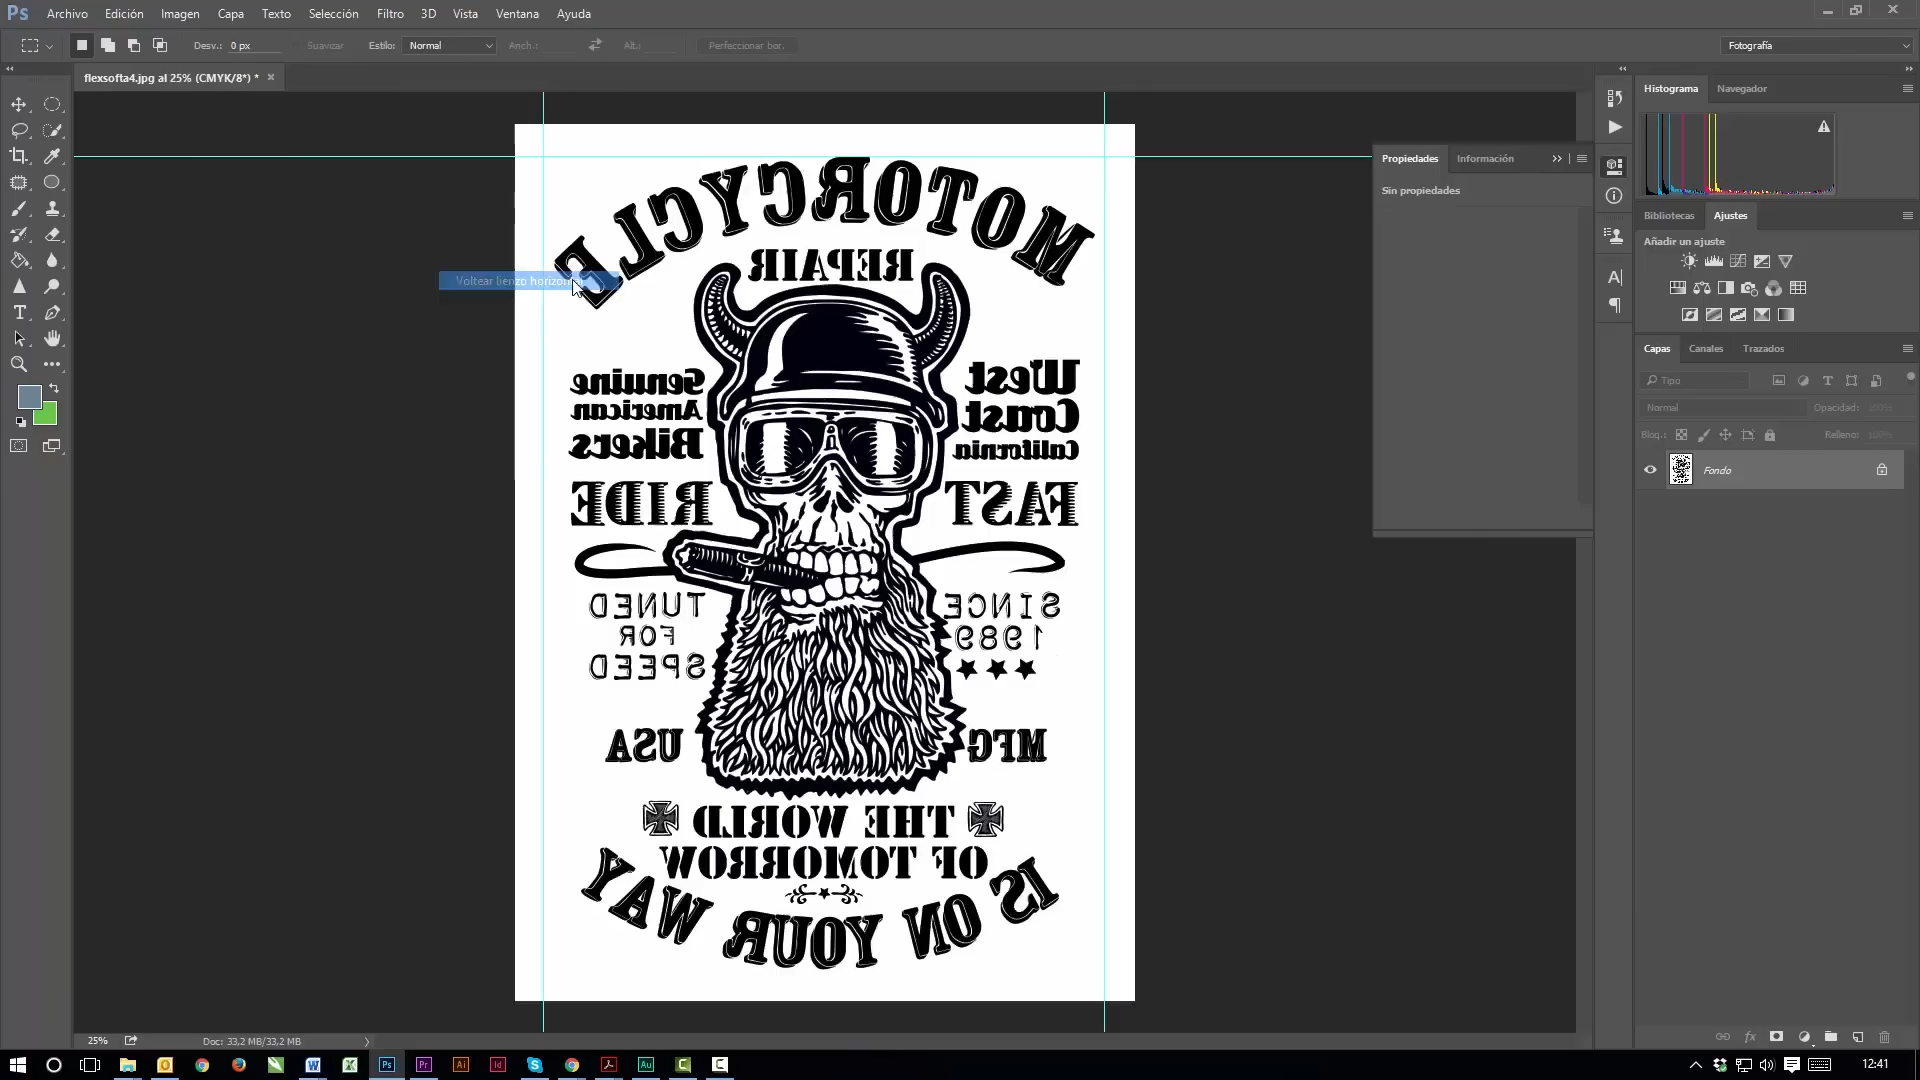 Ps Archivo Edición Imagen Capa Texto Selección Filtro 3D Vista Ventana Ayuda
Desv.: 0 px Suavizar Estilo: Normal Anch.: Alt.: Perfeccionar bor. Fotografía
flexsofta4.jpg al 25% (CMYK/8*) * ×
Histograma Navegador
Propiedades Información
Sin propiedades
Bibliotecas Ajustes
Añadir un ajuste
Capas Canales Trazados
Tipo
Normal Opacidad: 100%
Bloq.: Relleno: 100%
Fondo
Voltear lienzo horizontal
MOTORCYCLE
REPAIR
West
Coast
California
Genuine
American
Bikers
FAST RIDE
SINCE
1989
TUNED
FOR
SPEED
MFG USA
THE WORLD
OF TOMORROW
IS ON YOUR WAY
25% Doc: 33,2 MB/33,2 MB
12:41